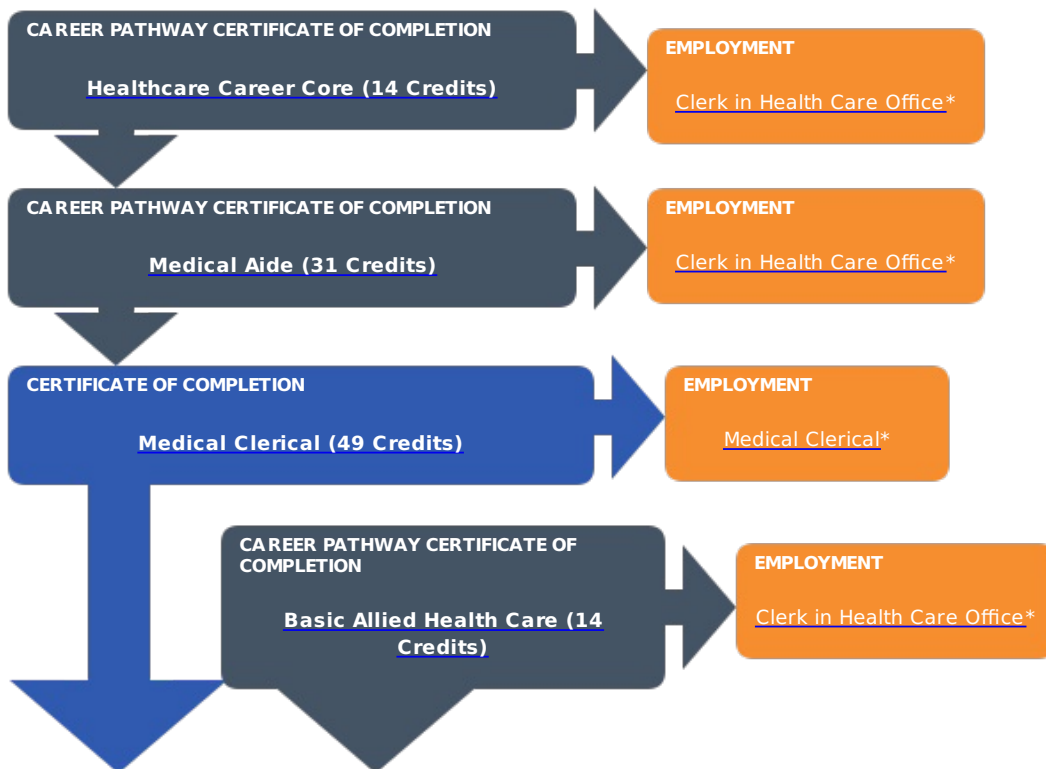 CAREER PATHWAY CERTIFICATE OF COMPLETION
Healthcare Career Core (14 Credits)
EMPLOYMENT
Clerk in Health Care Office*
CAREER PATHWAY CERTIFICATE OF COMPLETION
Medical Aide (31 Credits)
EMPLOYMENT
Clerk in Health Care Office*
CERTIFICATE OF COMPLETION
Medical Clerical (49 Credits)
EMPLOYMENT
Medical Clerical*
CAREER PATHWAY CERTIFICATE OF
COMPLETION
Basic Allied Health Care (14
Credits)
EMPLOYMENT
Clerk in Health Care Office*